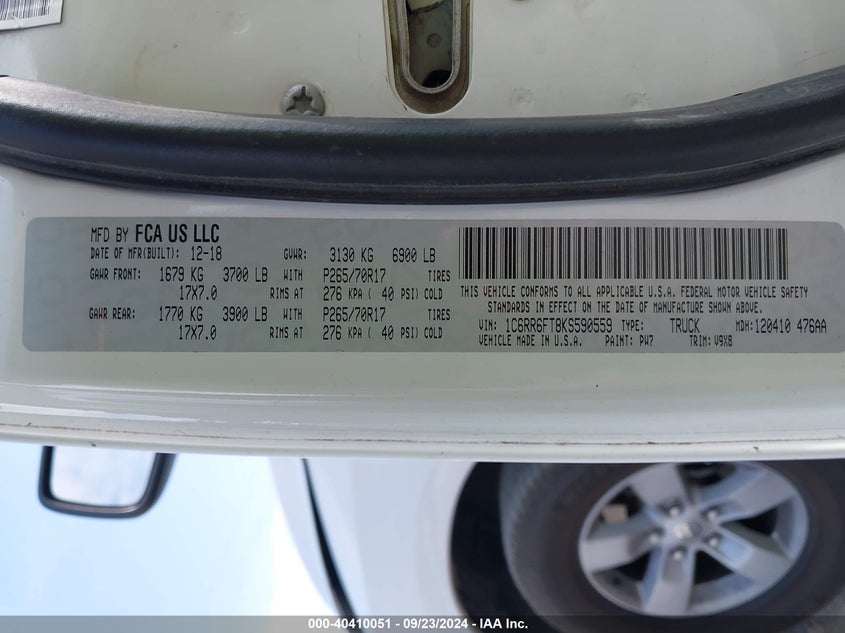 MFD BY FCA US LLC
DATE OF MFR(BUILT): 12-18 GVWR: 3130 KG 6900 LB
GAWR FRONT: 1679 KG 3700 LB WITH P265/70R17 TIRES
17X7.0 RIMS AT 276 KPA ( 40 PSI) COLD
GAWR REAR: 1770 KG 3900 LB WITH P265/70R17 TIRES
17X7.0 RIMS AT 276 KPA ( 40 PSI) COLD
THIS VEHICLE CONFORMS TO ALL APPLICABLE U.S.A. FEDERAL MOTOR VEHICLE SAFETY
STANDARDS IN EFFECT ON THE DATE OF MANUFACTURE SHOWN ABOVE.
VIN: 1C6RR6FT8KS590559 TYPE: TRUCK MDH: 120410 476AA
VEHICLE MADE IN U.S.A. PAINT: PW7 TRIM: V9X8
000-40410051 - 09/23/2024 - IAA Inc.